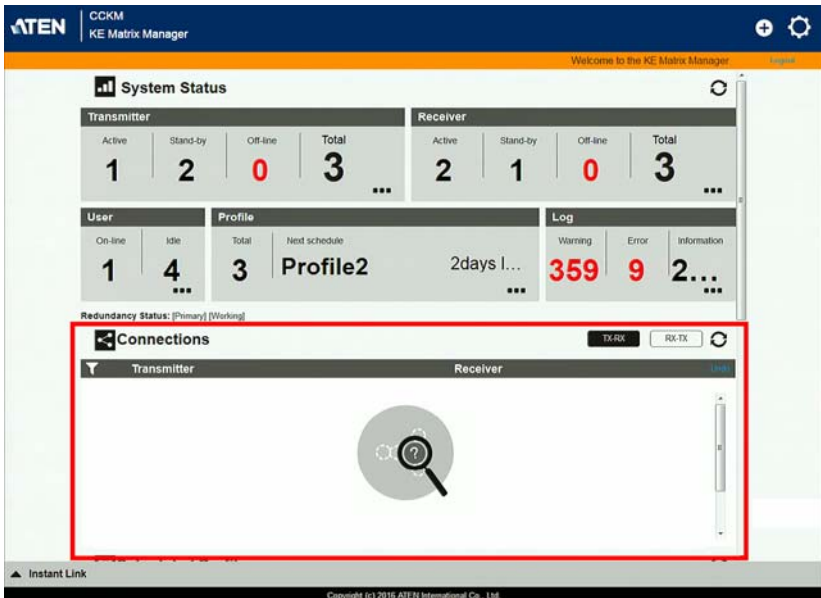 ATEN
CCKM
KE Matrix Manager
Welcome to the KE Matrix Manager
Logout
System Status
Transmitter
Receiver
Active
Stand-by
Off-line
Total
Active
Stand-by
Off-line
Total
1
2
0
3
...
2
1
0
3
...
User
Profile
Log
On-line
Idle
Total
Next schedule
Warning
Error
Information
1
4
...
3
Profile2
2days l...
...
359
9
2...
...
Redundancy Status: [Primary] [Working]
Connections
TX-RX
RX-TX
Transmitter
Receiver
Undo
?
Instant Link
Copyright (c) 2016 ATEN International Co., Ltd.